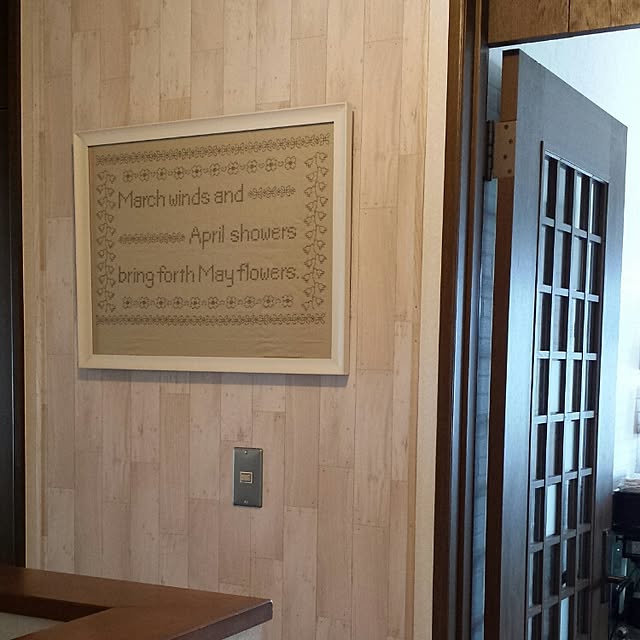 March winds and
April showers
bring forth May flowers.